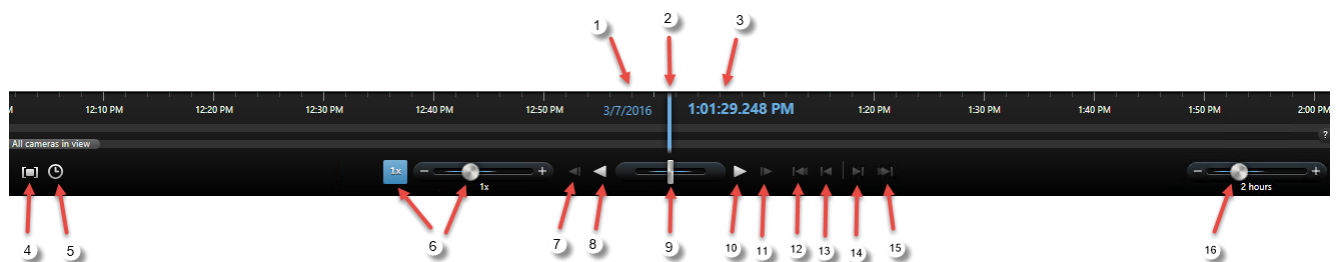 1 2 3
12:10 PM 12:20 PM 12:30 PM 12:40 PM 12:50 PM 3/7/2016 1:01:29.248 PM 1:20 PM 1:30 PM 1:40 PM 1:50 PM 2:00 PM
?
All cameras in view
1x - + - +
1x 2 hours
4 5 6 7 8 9 10 11 12 13 14 15 16